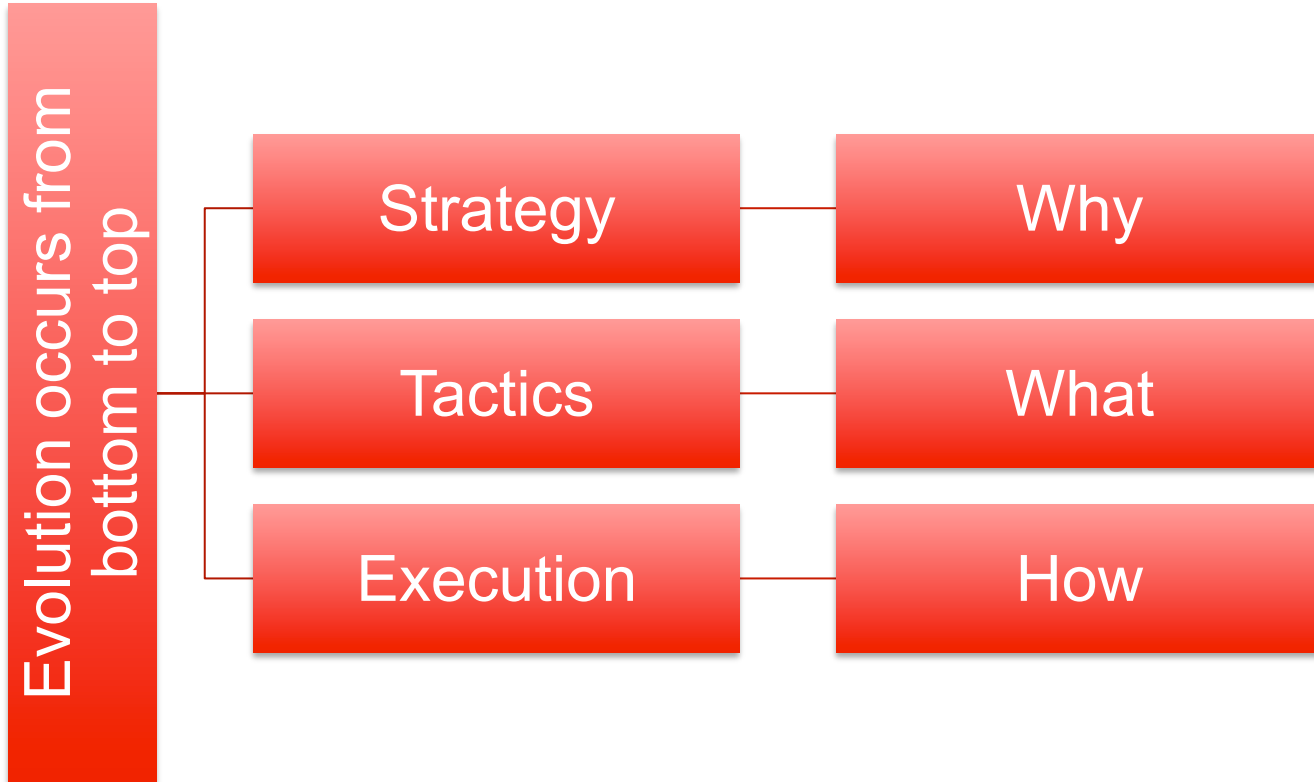 Evolution occurs from
bottom to top
Strategy
Why
Tactics
What
Execution
How